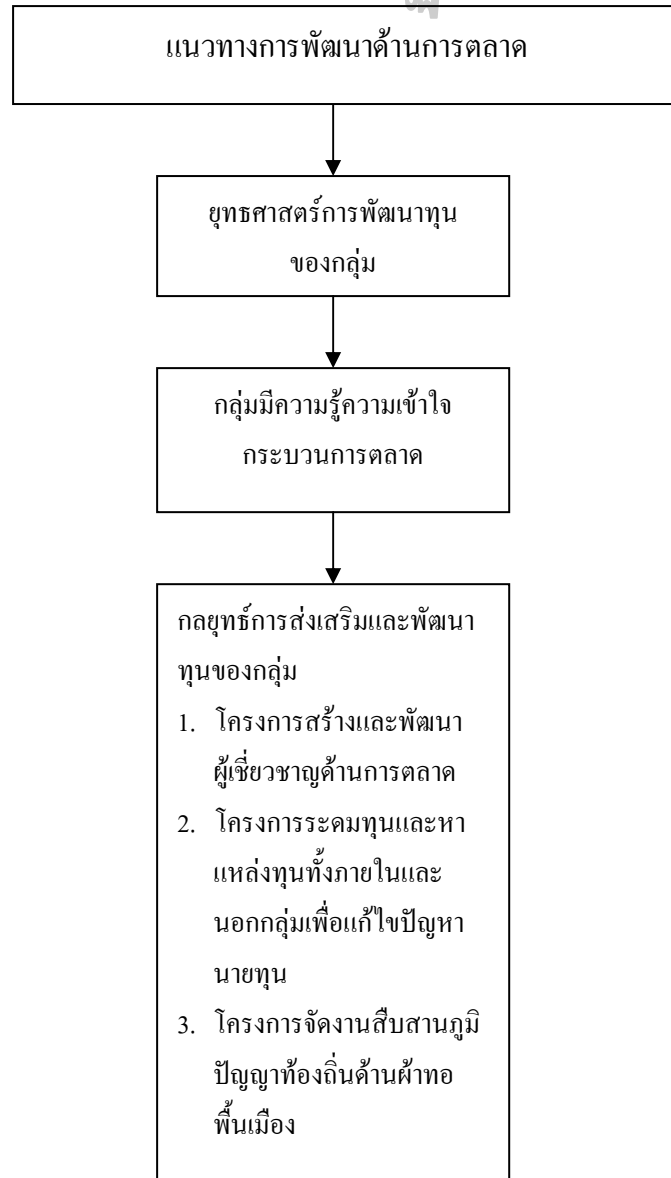 แนวทางการพัฒนาด้านการตลาด
ยุทธศาสตร์การพัฒนาทุน
ของกลุ่ม
กลุ่มมีความรู้ความเข้าใจ
กระบวนการตลาด
กลยุทธ์การส่งเสริมและพัฒนา
ทุนของกลุ่ม
1. โครงการสร้างและพัฒนา
ผู้เชี่ยวชาญด้านการตลาด
2. โครงการระดมทุนและหา
แหล่งทุนทั้งภายในและ
นอกกลุ่มเพื่อแก้ไขปัญหา
นายทุน
3. โครงการจัดงานสืบสานภูมิ
ปัญญาท้องถิ่นด้านผ้าทอ
พื้นเมือง